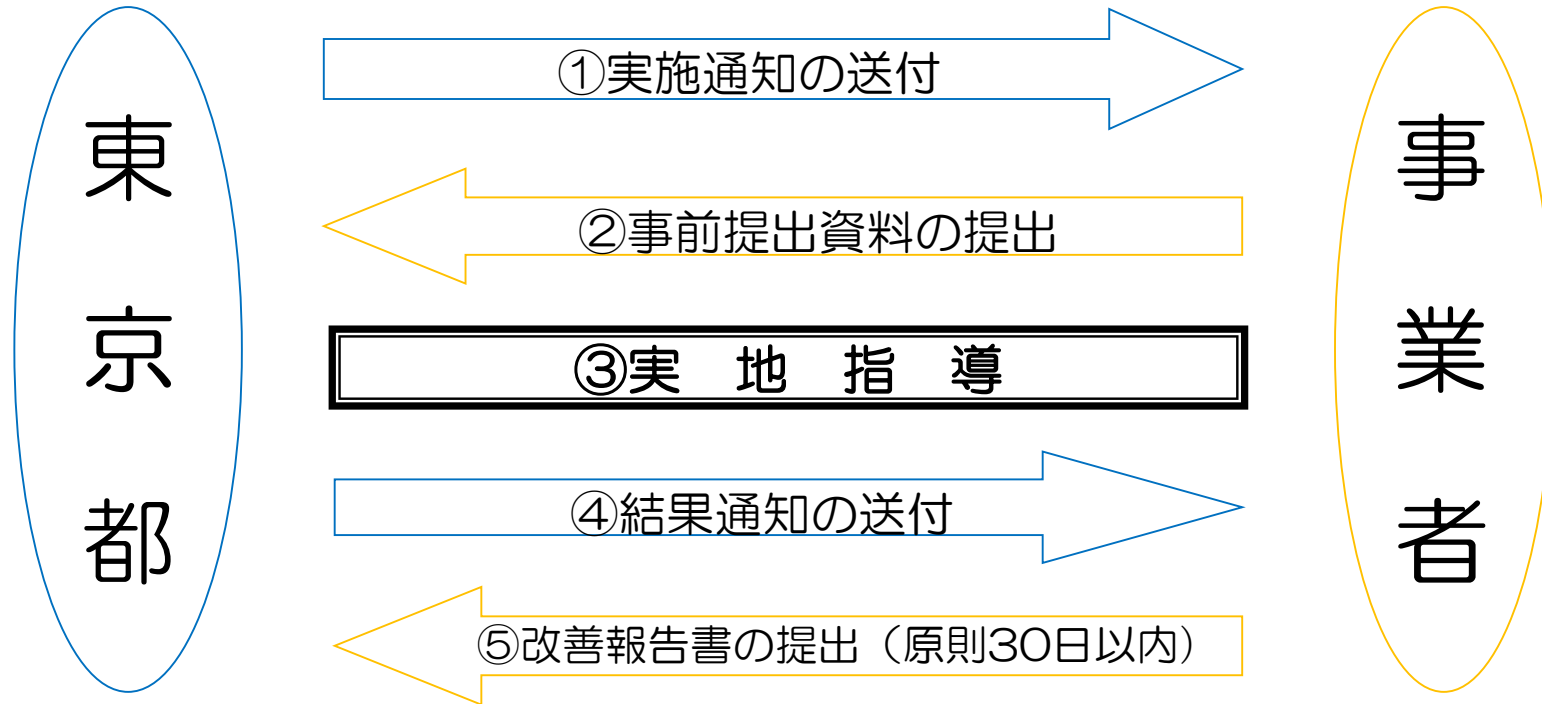 東京都
①実施通知の送付
②事前提出資料の提出
③実　地　指　導
④結果通知の送付
⑤改善報告書の提出（原則30日以内）
事業者